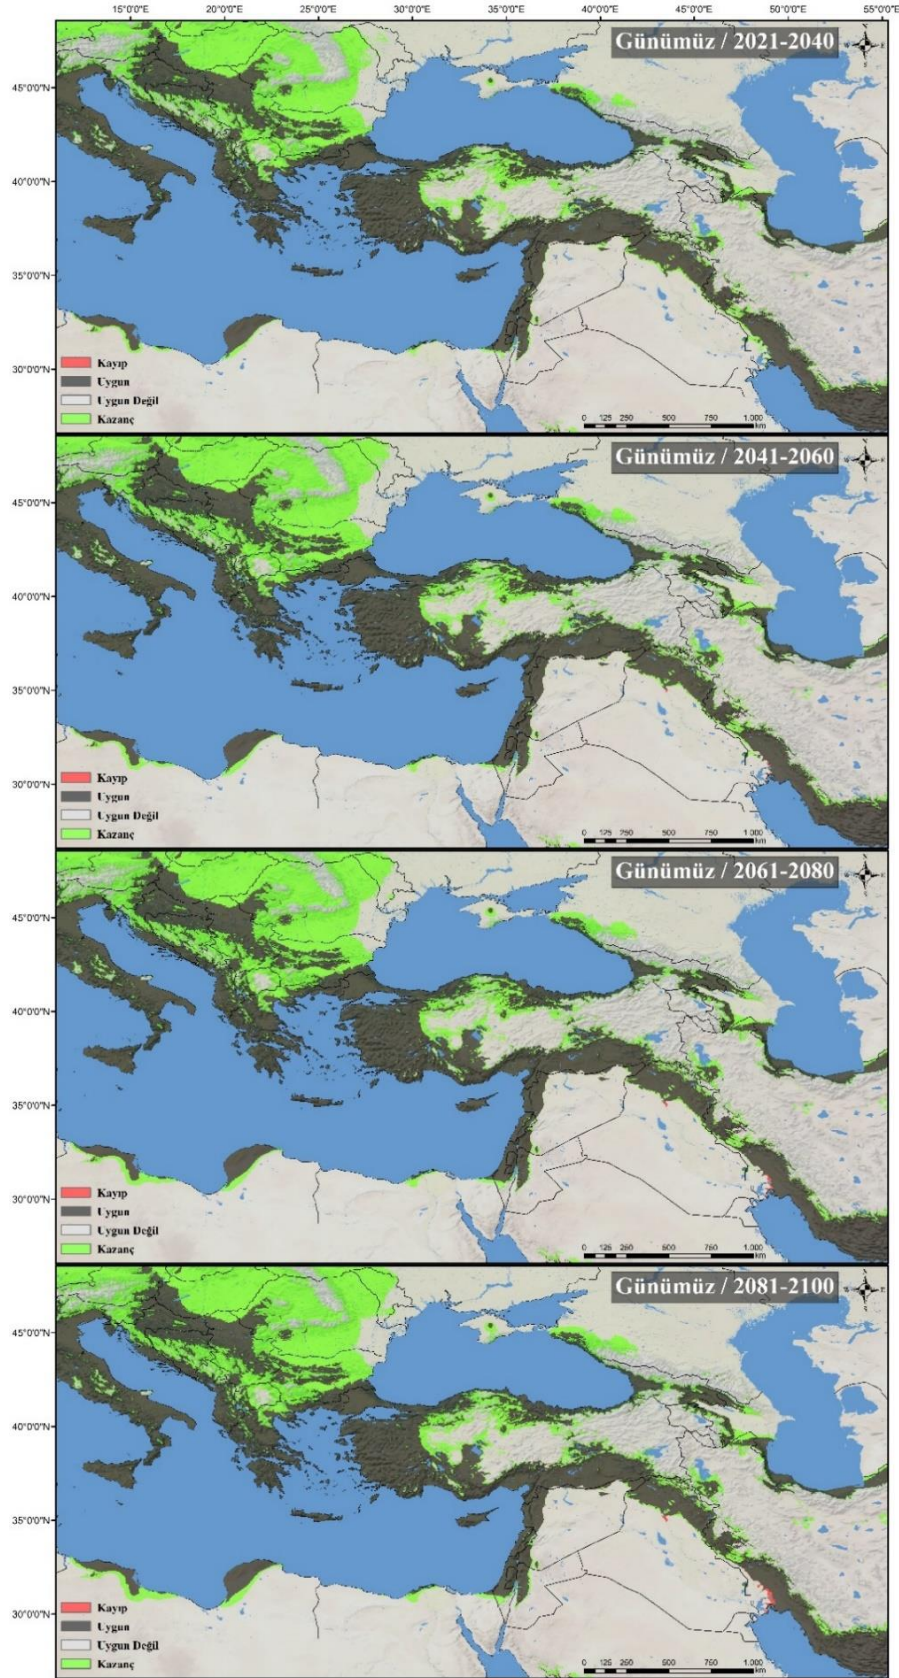 15°0'0"E 20°0'0"E 25°0'0"E 30°0'0"E 35°0'0"E 40°0'0"E 45°0'0"E 50°0'0"E 55°0'0"E
Günümüz / 2021-2040
45°0'0"N
40°0'0"N
35°0'0"N
30°0'0"N
Kayıp
Uygun
Uygun Değil
Kazanç
0 125 250 500 750 1.000
km
Günümüz / 2041-2060
45°0'0"N
40°0'0"N
35°0'0"N
30°0'0"N
Kayıp
Uygun
Uygun Değil
Kazanç
0 125 250 500 750 1.000
km
Günümüz / 2061-2080
45°0'0"N
40°0'0"N
35°0'0"N
30°0'0"N
Kayıp
Uygun
Uygun Değil
Kazanç
0 125 250 500 750 1.000
km
Günümüz / 2081-2100
45°0'0"N
40°0'0"N
35°0'0"N
30°0'0"N
Kayıp
Uygun
Uygun Değil
Kazanç
0 125 250 500 750 1.000
km